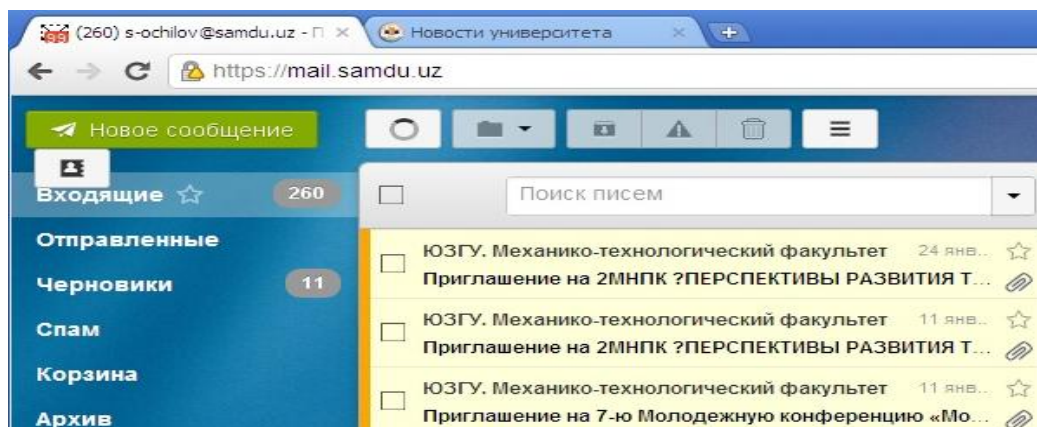 (260) s-ochilov@samdu.uz - П
Новости университета
https://mail.samdu.uz
Новое сообщение
Входящие 260
Поиск писем
Отправленные
Черновики 11
Спам
Корзина
Архив
ЮЗГУ. Механико-технологический факультет 24 янв..
Приглашение на 2МНПК ?ПЕРСПЕКТИВЫ РАЗВИТИЯ Т...
ЮЗГУ. Механико-технологический факультет 11 янв..
Приглашение на 2МНПК ?ПЕРСПЕКТИВЫ РАЗВИТИЯ Т...
ЮЗГУ. Механико-технологический факультет 11 янв..
Приглашение на 7-ю Молодежную конференцию «Мо...